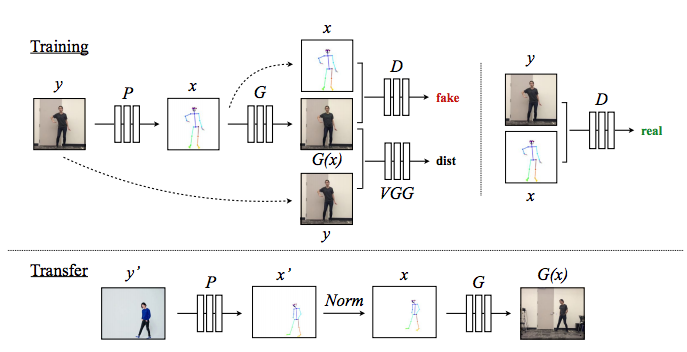 Training
y
P
x
G
x
G(x)
y
D
fake
VGG
dist
y
x
D
real
Transfer
y'
P
x'
Norm
x
G
G(x)